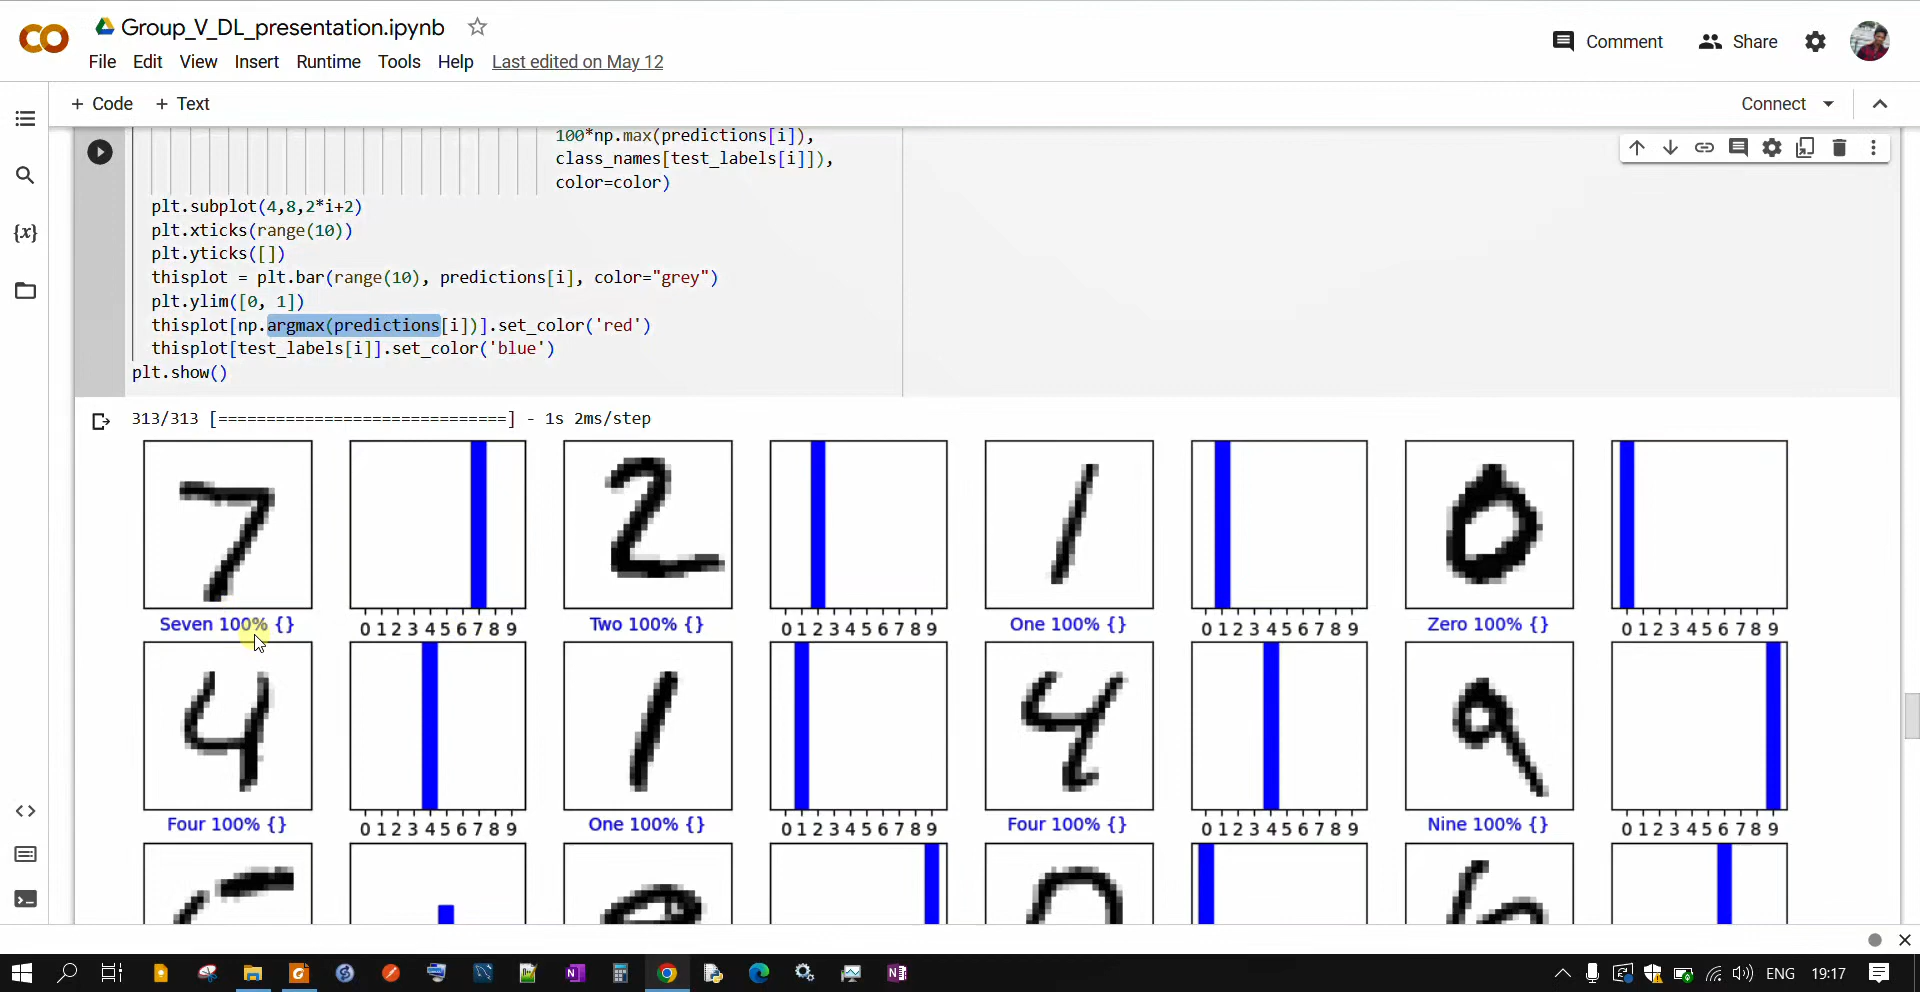 Group_V_DL_presentation.ipynb
File Edit View Insert Runtime Tools Help Last edited on May 12
Comment Share
+ Code + Text
Connect
{x}
100*np.max(predictions[i]),
class_names[test_labels[i]]),
color=color)
plt.subplot(4,8,2*i+2)
plt.xticks(range(10))
plt.yticks([])
thisplot = plt.bar(range(10), predictions[i], color="grey")
plt.ylim([0, 1])
thisplot[np.argmax(predictions[i])].set_color('red')
thisplot[test_labels[i]].set_color('blue')
plt.show()
313/313 [==============================] - 1s 2ms/step
7 2 1 0
0 1 2 3 4 5 6 7 8 9 0 1 2 3 4 5 6 7 8 9 0 1 2 3 4 5 6 7 8 9 0 1 2 3 4 5 6 7 8 9
Seven 100% {} Two 100% {} One 100% {} Zero 100% {}
4 1 4 9
0 1 2 3 4 5 6 7 8 9 0 1 2 3 4 5 6 7 8 9 0 1 2 3 4 5 6 7 8 9 0 1 2 3 4 5 6 7 8 9
Four 100% {} One 100% {} Four 100% {} Nine 100% {}
ENG 19:17